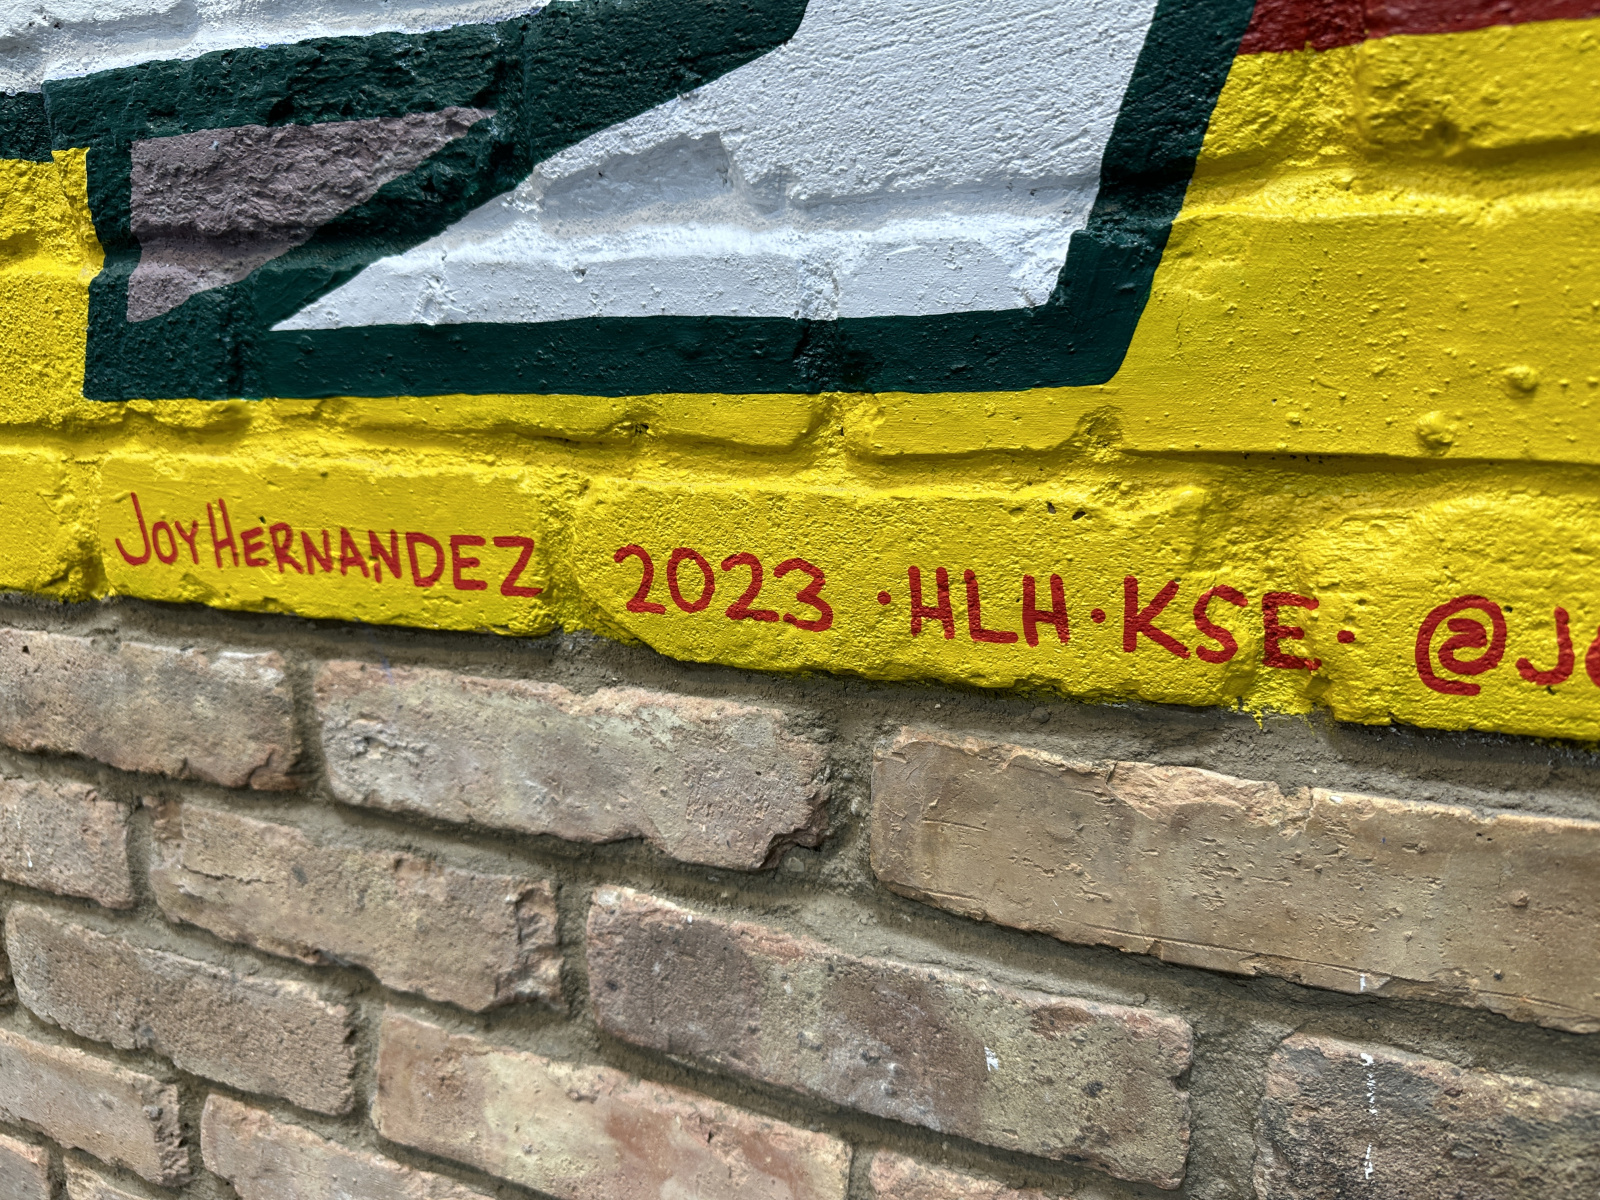 JOY HERNANDEZ 2023 · HLH · KSE · @J